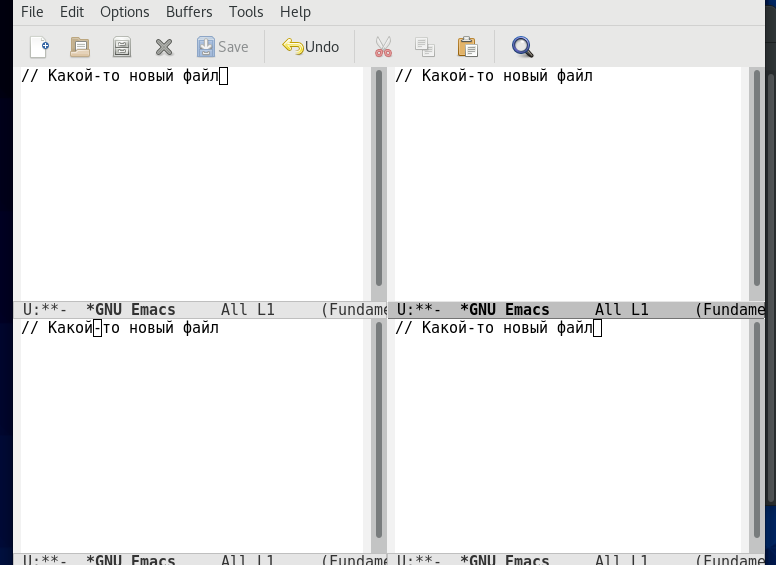 File Edit Options Buffers Tools Help
Save Undo
// Какой-то новый файл
// Какой-то новый файл
U:**- *GNU Emacs All L1 (Fundame
U:**- *GNU Emacs All L1 (Fundame
// Какой-то новый файл
// Какой-то новый файл
U:**- *GNU Emacs All L1 (Fundame
U:**- *GNU Emacs All L1 (Fundame